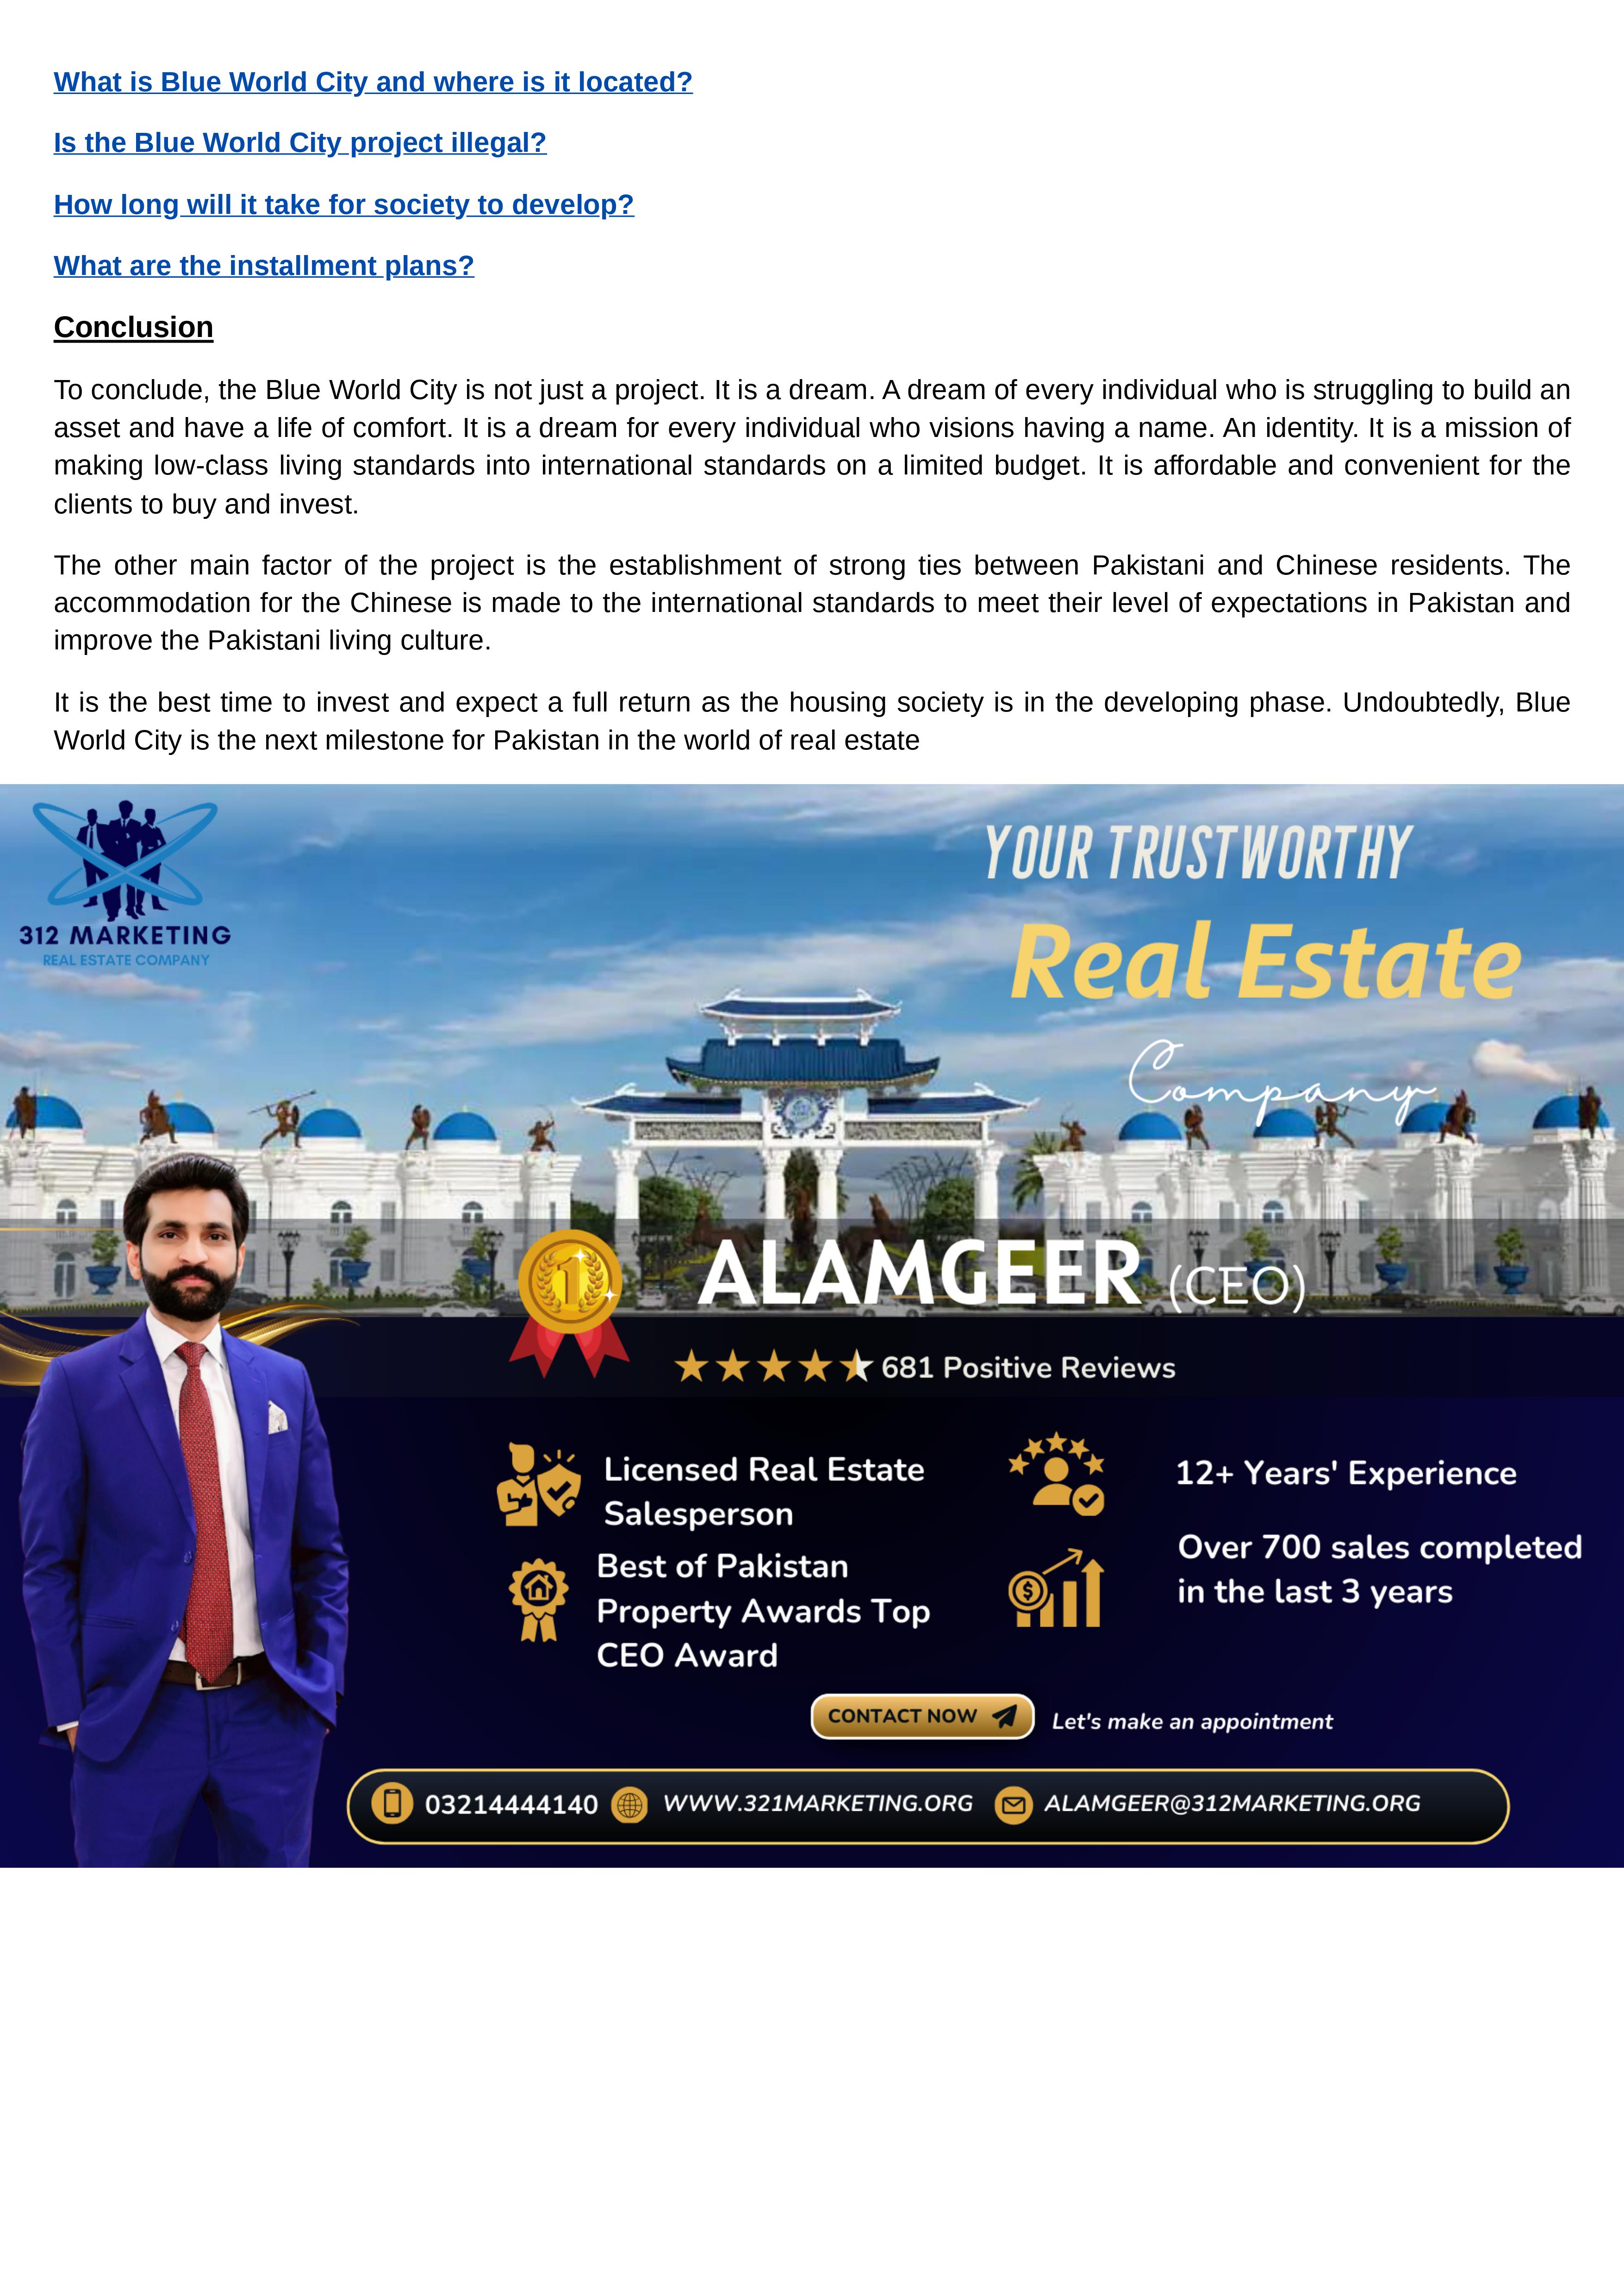 What is Blue World City and where is it located?
Is the Blue World City project illegal?
How long will it take for society to develop?
What are the installment plans?
Conclusion
To conclude, the Blue World City is not just a project. It is a dream. A dream of every individual who is struggling to build an
asset and have a life of comfort. It is a dream for every individual who visions having a name. An identity. It is a mission of
making low-class living standards into international standards on a limited budget. It is affordable and convenient for the
clients to buy and invest.
The other main factor of the project is the establishment of strong ties between Pakistani and Chinese residents. The
accommodation for the Chinese is made to the international standards to meet their level of expectations in Pakistan and
improve the Pakistani living culture.
It is the best time to invest and expect a full return as the housing society is in the developing phase. Undoubtedly, Blue
World City is the next milestone for Pakistan in the world of real estate
312 MARKETING
REAL ESTATE COMPANY
YOUR TRUSTWORTHY
Real Estate
Company
1
ALAMGEER (CEO)
681 Positive Reviews
Licensed Real Estate
Salesperson
12+ Years' Experience
Best of Pakistan
Property Awards Top
CEO Award
Over 700 sales completed
in the last 3 years
CONTACT NOW
Let's make an appointment
03214444140
WWW.321MARKETING.ORG
ALAMGEER@312MARKETING.ORG